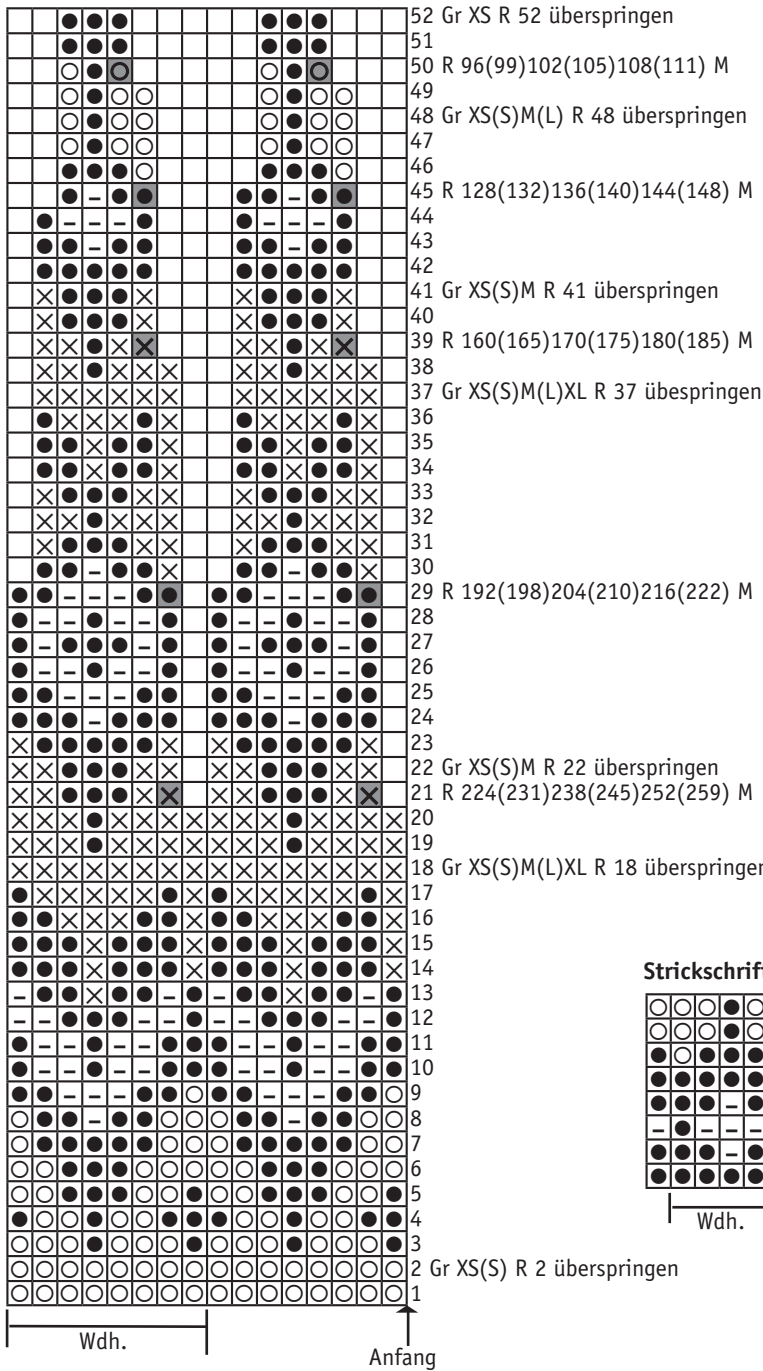 52 Gr XS R 52 überspringen
51
50 R 96(99)102(105)108(111) M
49
48 Gr XS(S)M(L) R 48 überspringen
47
46
45 R 128(132)136(140)144(148) M
44
43
42
41 Gr XS(S)M R 41 überspringen
40
39 R 160(165)170(175)180(185) M
38
37 Gr XS(S)M(L)XL R 37 übespringen
36
35
34
33
32
31
30
29 R 192(198)204(210)216(222) M
28
27
26
25
24
23
22 Gr XS(S)M R 22 überspringen
21 R 224(231)238(245)252(259) M
20
19
18 Gr XS(S)M(L)XL R 18 überspringen
17
16
15
14
13
12
11
10
9
8
7
6
5
4
3
2 Gr XS(S) R 2 überspringen
1
Wdh.
Anfang
Strickschrift
Wdh.